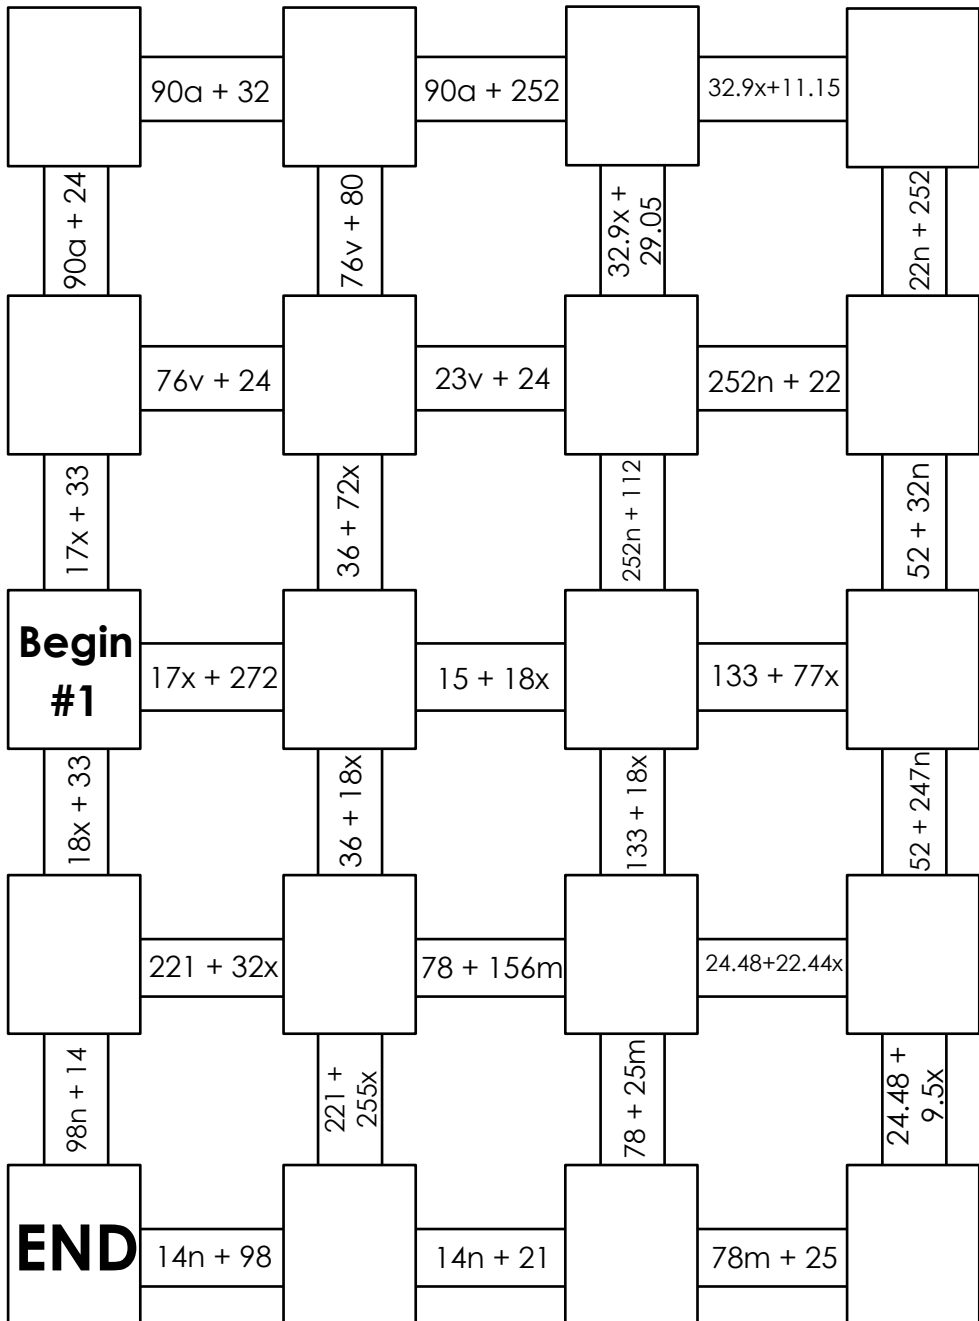 90a + 32
90a + 252
32.9x+11.15
90a + 24
76v + 80
32.9x +
29.05
22n + 252
76v + 24
23v + 24
252n + 22
17x + 33
36 + 72x
252n + 112
52 + 32n
Begin
#1
17x + 272
15 + 18x
133 + 77x
18x + 33
36 + 18x
133 + 18x
52 + 247n
221 + 32x
78 + 156m
24.48+22.44x
98n + 14
221 +
255x
78 + 25m
24.48 +
9.5x
END
14n + 98
14n + 21
78m + 25